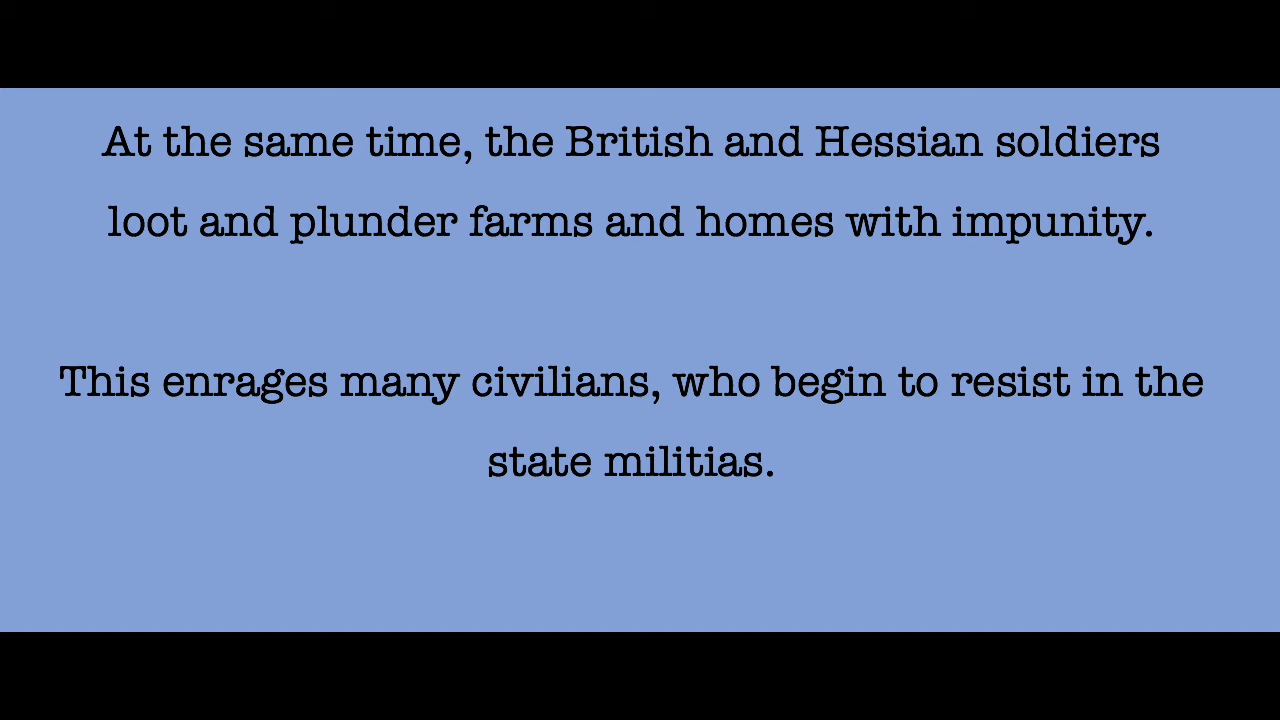 At the same time, the British and Hessian soldiers
loot and plunder farms and homes with impunity.
This enrages many civilians, who begin to resist in the
state militias.